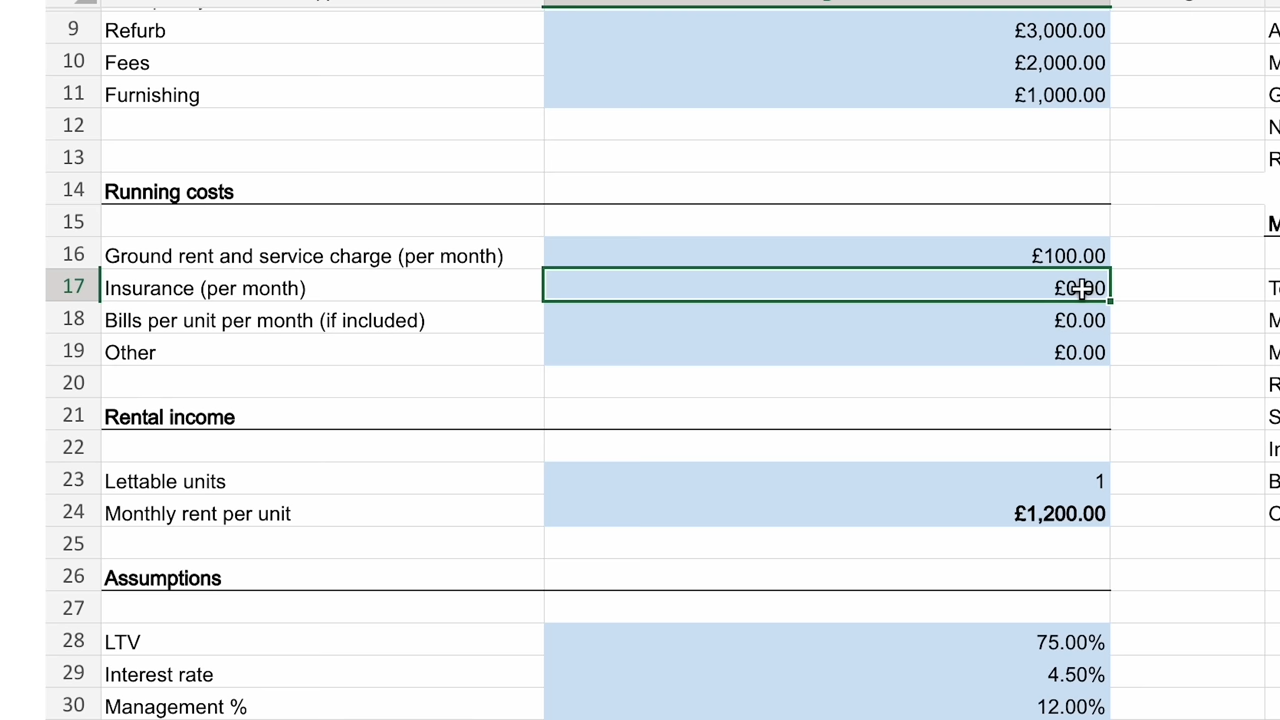 9 Refurb £3,000.00 A
10 Fees £2,000.00 M
11 Furnishing £1,000.00 G
12 N
13 R
14 Running costs
15 M
16 Ground rent and service charge (per month) £100.00
17 Insurance (per month) £0.00
18 Bills per unit per month (if included) £0.00 M
19 Other £0.00 M
20 R
21 Rental income S
22
23 Lettable units 1 B
24 Monthly rent per unit £1,200.00
25
26 Assumptions
27
28 LTV 75.00%
29 Interest rate 4.50%
30 Management % 12.00%